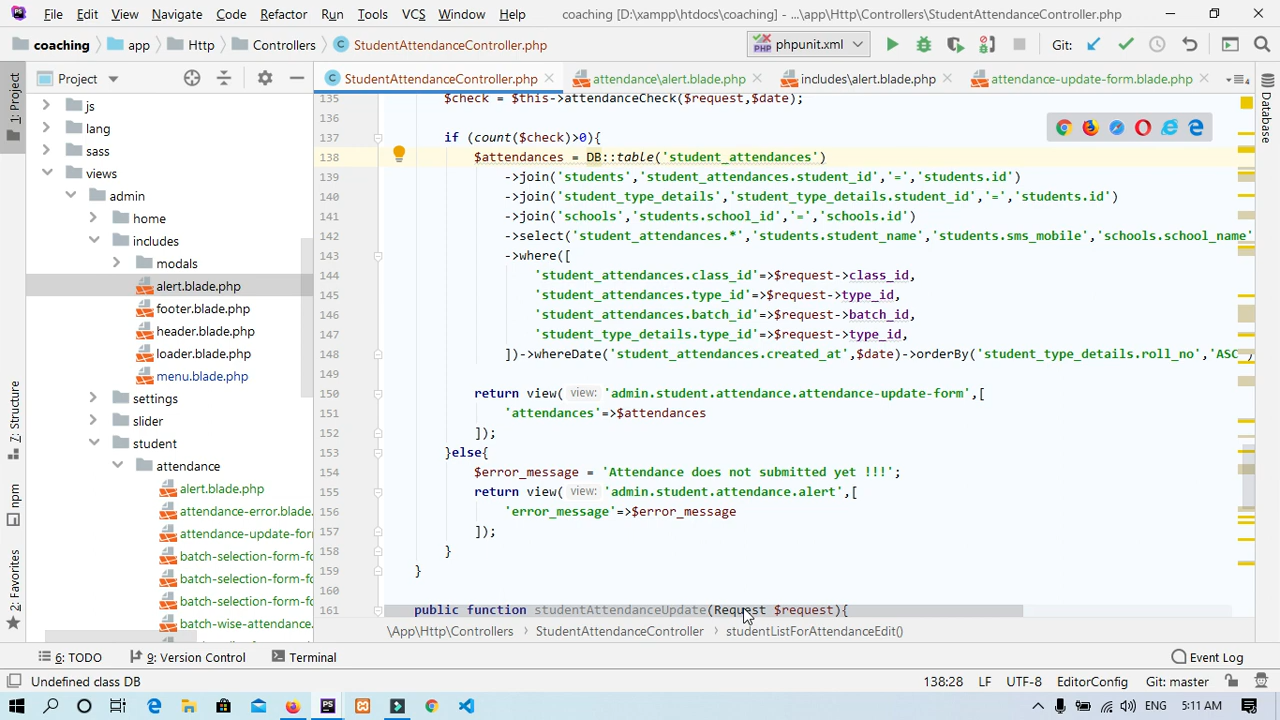 File Edit View Navigate Code Refactor Run Tools VCS Window Help coaching [D:\xampp\htdocs\coaching] - ...\app\Http\Controllers\StudentAttendanceController.php
coaching app Http Controllers StudentAttendanceController.php phpunit.xml Git:
1: Project Project StudentAttendanceController.php attendance\alert.blade.php includes\alert.blade.php attendance-update-form.blade.php Database
js
lang
sass
views
admin
home
includes
modals
alert.blade.php
footer.blade.php
header.blade.php
loader.blade.php
menu.blade.php
settings
slider
student
attendance
alert.blade.php
attendance-error.blade.
attendance-update-form
batch-selection-form-fo
batch-selection-form-fo
batch-selection-form-fo
batch-wise-attendance.
Z: Structure
npm
2: Favorites
135 $check = $this->attendanceCheck($request,$date);
136
137 if (count($check)>0){
138 $attendances = DB::table('student_attendances')
139 ->join('students','student_attendances.student_id','=','students.id')
140 ->join('student_type_details','student_type_details.student_id','=','students.id')
141 ->join('schools','students.school_id','=','schools.id')
142 ->select('student_attendances.*','students.student_name','students.sms_mobile','schools.school_name'
143 ->where([
144 'student_attendances.class_id'=>$request->class_id,
145 'student_attendances.type_id'=>$request->type_id,
146 'student_attendances.batch_id'=>$request->batch_id,
147 'student_type_details.type_id'=>$request->type_id,
148 ])->whereDate('student_attendances.created_at',$date)->orderBy('student_type_details.roll_no','ASC')
149
150 return view( view: 'admin.student.attendance.attendance-update-form',[
151 'attendances'=>$attendances
152 ]);
153 }else{
154 $error_message = 'Attendance does not submitted yet !!!';
155 return view( view: 'admin.student.attendance.alert',[
156 'error_message'=>$error_message
157 ]);
158 }
159 }
160
161 public function studentAttendanceUpdate(Request $request){
\App\Http\Controllers › StudentAttendanceController › studentListForAttendanceEdit()
6: TODO 9: Version Control Terminal Event Log
Undefined class DB 138:28 LF UTF-8 EditorConfig Git: master
ENG 5:11 AM